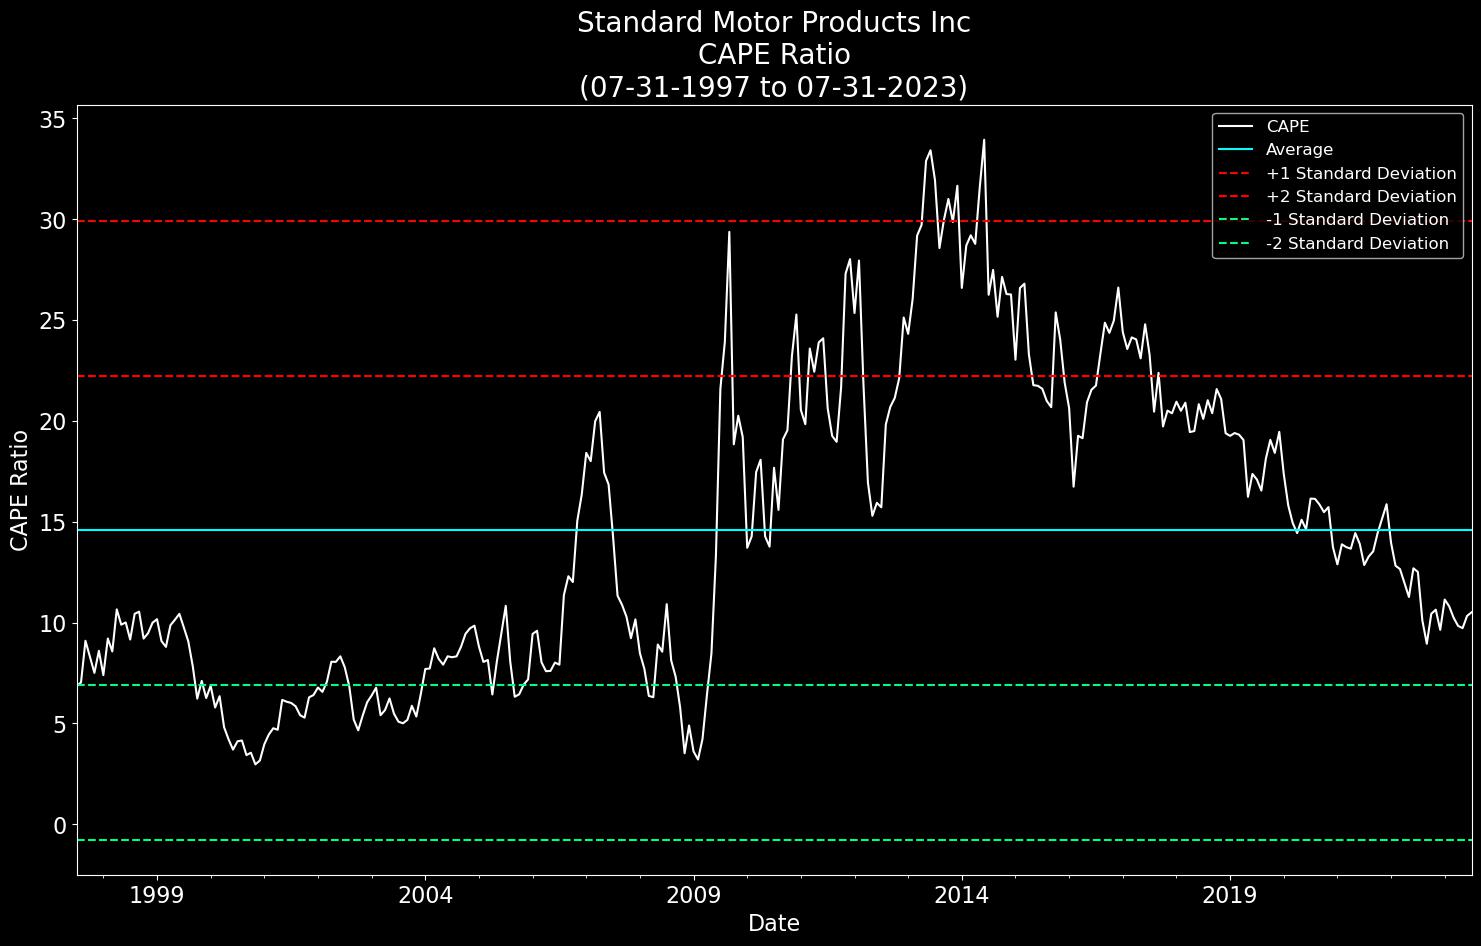 Standard Motor Products Inc
CAPE Ratio
(07-31-1997 to 07-31-2023)
35
30
25
20
15
10
5
0
CAPE Ratio
CAPE
Average
+1 Standard Deviation
+2 Standard Deviation
-1 Standard Deviation
-2 Standard Deviation
1999
2004
2009
2014
2019
Date